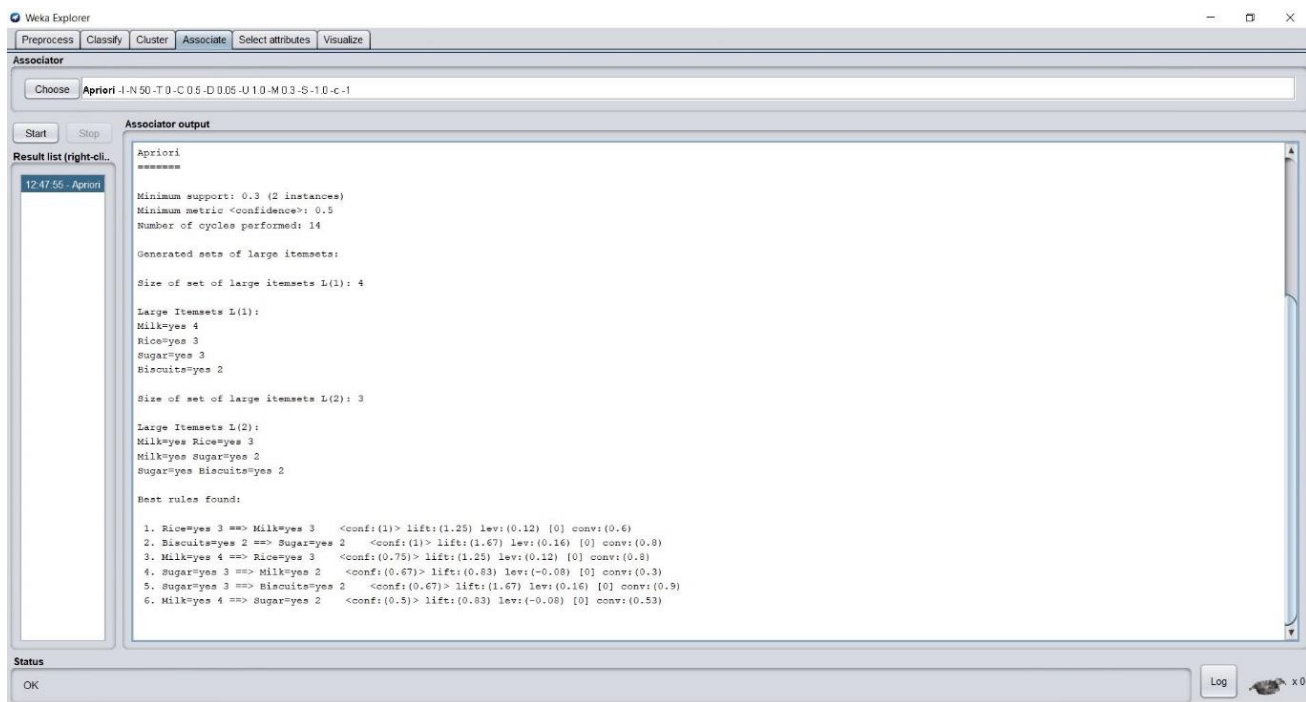 Weka Explorer
Preprocess Classify Cluster Associate Select attributes Visualize
Associator
Choose Apriori -I -N 50 -T 0 -C 0.5 -D 0.05 -U 1.0 -M 0.3 -S -1.0 -c -1
Start Stop
Associator output
Result list (right-cli..
12:47:55 - Apriori
Apriori
=======
Minimum support: 0.3 (2 instances)
Minimum metric <confidence>: 0.5
Number of cycles performed: 14
Generated sets of large itemsets:
Size of set of large itemsets L(1): 4
Large Itemsets L(1):
Milk=yes 4
Rice=yes 3
Sugar=yes 3
Biscuits=yes 2
Size of set of large itemsets L(2): 3
Large Itemsets L(2):
Milk=yes Rice=yes 3
Milk=yes Sugar=yes 2
Sugar=yes Biscuits=yes 2
Best rules found:
1. Rice=yes 3 ==> Milk=yes 3 <conf:(1)> lift:(1.25) lev:(0.12) [0] conv:(0.6)
2. Biscuits=yes 2 ==> Sugar=yes 2 <conf:(1)> lift:(1.67) lev:(0.16) [0] conv:(0.8)
3. Milk=yes 4 ==> Rice=yes 3 <conf:(0.75)> lift:(1.25) lev:(0.12) [0] conv:(0.8)
4. Sugar=yes 3 ==> Milk=yes 2 <conf:(0.67)> lift:(0.83) lev:(-0.08) [0] conv:(0.3)
5. Sugar=yes 3 ==> Biscuits=yes 2 <conf:(0.67)> lift:(1.67) lev:(0.16) [0] conv:(0.9)
6. Milk=yes 4 ==> Sugar=yes 2 <conf:(0.5)> lift:(0.83) lev:(-0.08) [0] conv:(0.53)
Status
OK
Log x 0